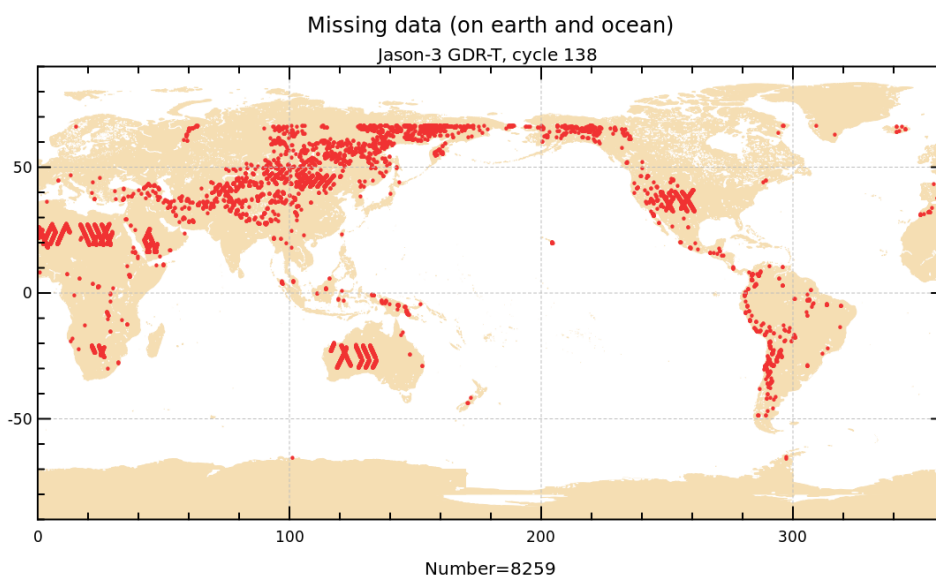 Missing data (on earth and ocean)
Jason-3 GDR-T, cycle 138
50
0
-50
0
100
200
300
Number=8259